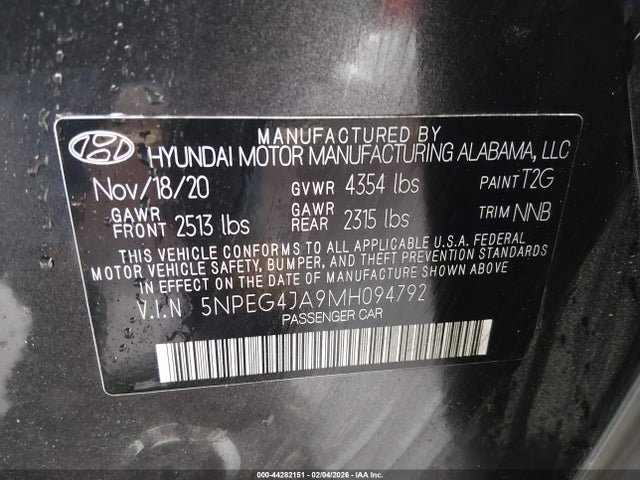 MANUFACTURED BY
HYUNDAI MOTOR MANUFACTURING ALABAMA, LLC
Nov/18/20 GVWR 4354 lbs PAINT T2G
GAWR FRONT 2513 lbs GAWR REAR 2315 lbs TRIM NNB
THIS VEHICLE CONFORMS TO ALL APPLICABLE U.S.A. FEDERAL
MOTOR VEHICLE SAFETY, BUMPER, AND THEFT PREVENTION STANDARDS
IN EFFECT ON THE DATE OF MANUFACTURE SHOWN ABOVE.
V.I.N 5NPEG4JA9MH094792
PASSENGER CAR
000-44282151 - 02/04/2026 - IAA Inc.